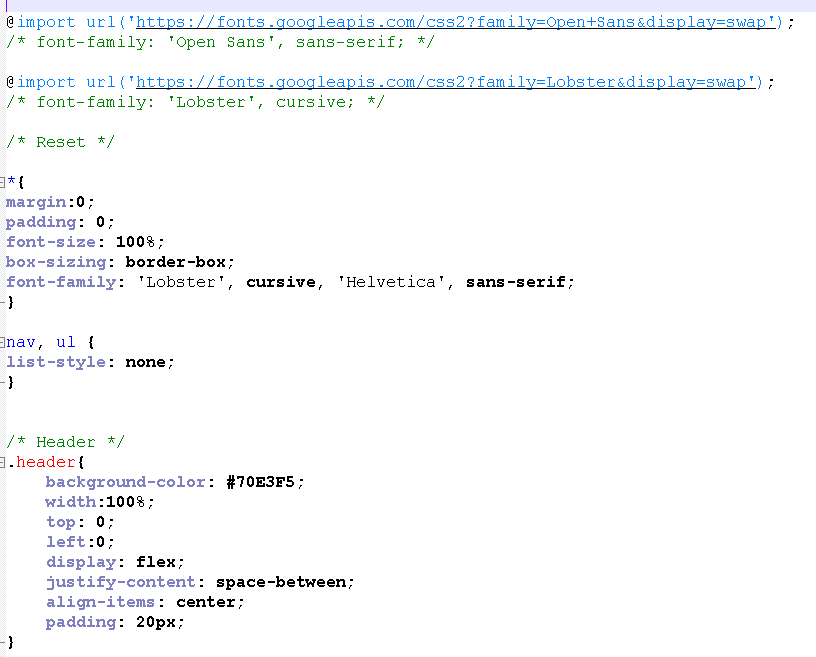 @import url('https://fonts.googleapis.com/css2?family=Open+Sans&display=swap');
/* font-family: 'Open Sans', sans-serif; */
@import url('https://fonts.googleapis.com/css2?family=Lobster&display=swap');
/* font-family: 'Lobster', cursive; */
/* Reset */
*{
margin:0;
padding: 0;
font-size: 100%;
box-sizing: border-box;
font-family: 'Lobster', cursive, 'Helvetica', sans-serif;
}
nav, ul {
list-style: none;
}
/* Header */
.header{
background-color: #70E3F5;
width:100%;
top: 0;
left:0;
display: flex;
justify-content: space-between;
align-items: center;
padding: 20px;
}